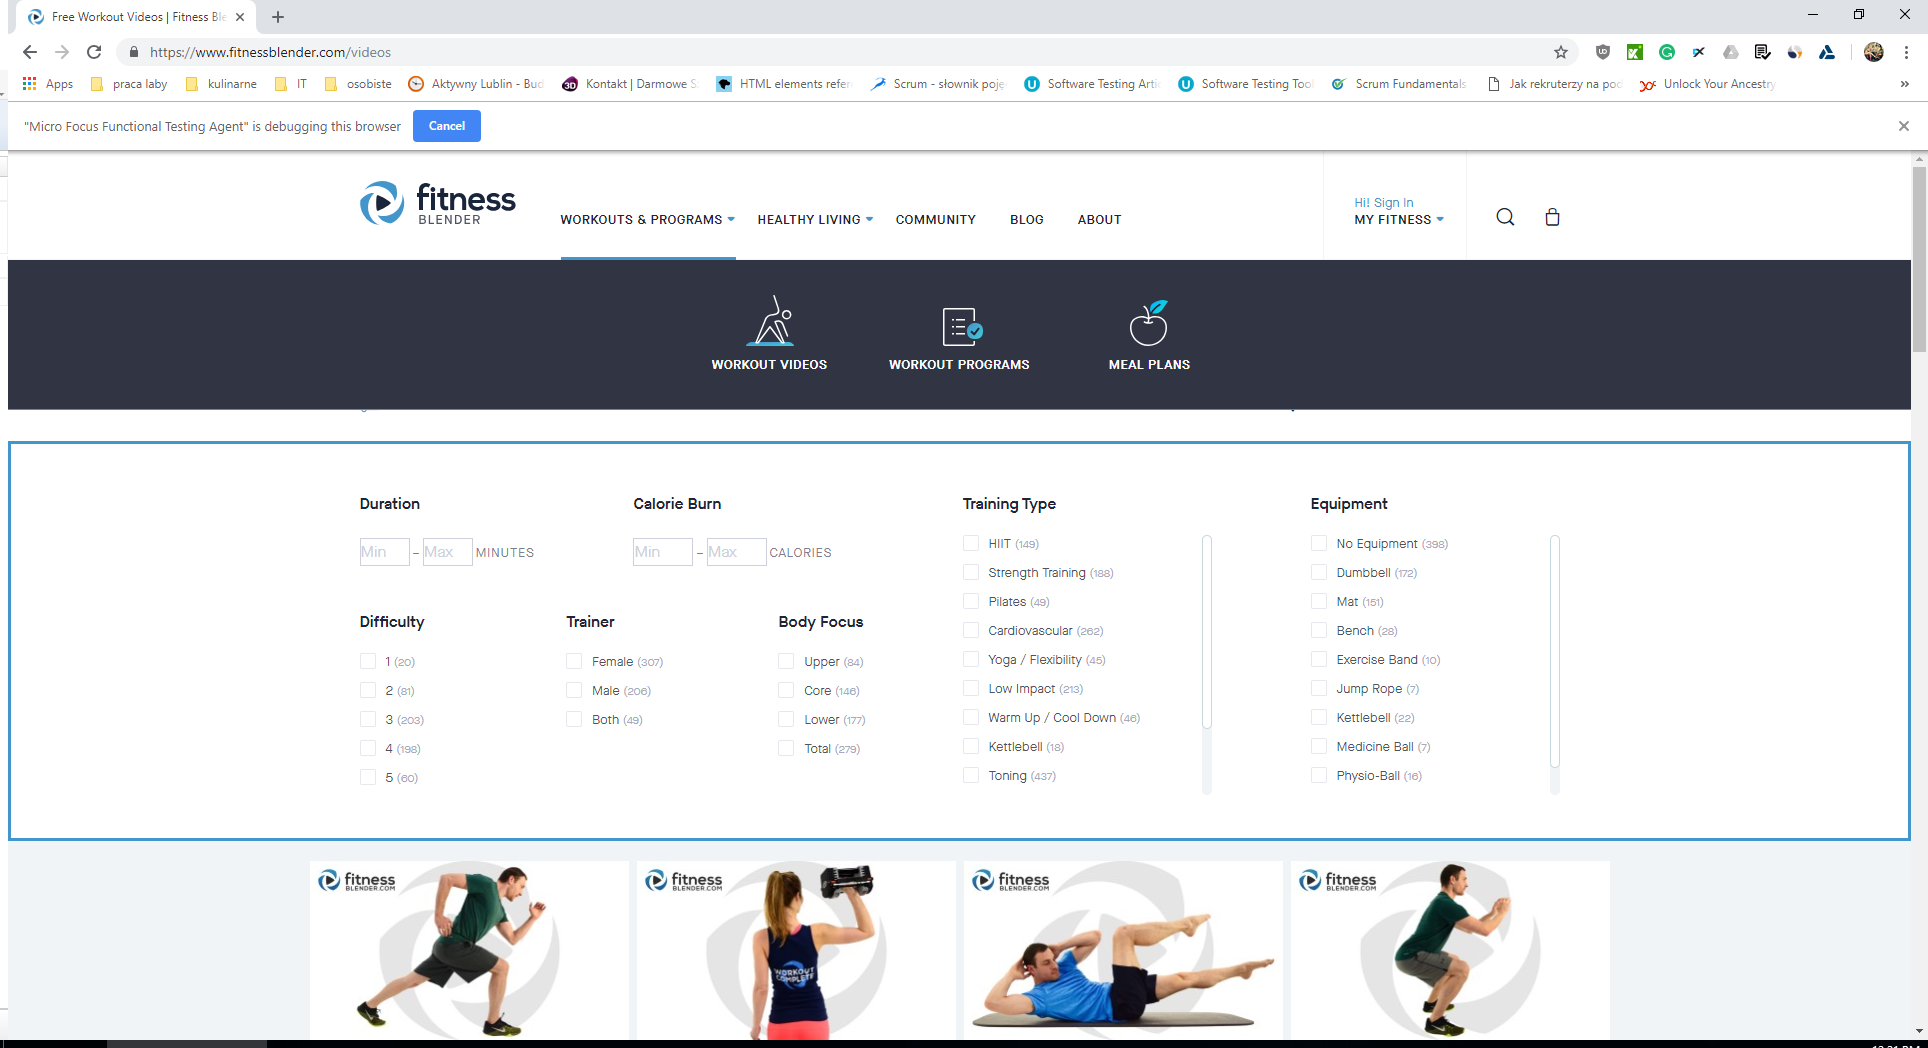 Free Workout Videos | Fitness Ble
https://www.fitnessblender.com/videos
Apps praca laby kulinarne IT osobiste Aktywny Lublin - Bud Kontakt | Darmowe S HTML elements refer Scrum - słownik poję Software Testing Artic Software Testing Tool Scrum Fundamentals Jak rekruterzy na pod Unlock Your Ancestry
"Micro Focus Functional Testing Agent" is debugging this browser Cancel
fitness
BLENDER
WORKOUTS & PROGRAMS HEALTHY LIVING COMMUNITY BLOG ABOUT
Hi! Sign In
MY FITNESS
WORKOUT VIDEOS WORKOUT PROGRAMS MEAL PLANS
Duration
Min – Max MINUTES
Calorie Burn
Min – Max CALORIES
Difficulty
1 (20)
2 (81)
3 (203)
4 (198)
5 (60)
Trainer
Female (307)
Male (206)
Both (49)
Body Focus
Upper (84)
Core (146)
Lower (177)
Total (279)
Training Type
HIIT (149)
Strength Training (188)
Pilates (49)
Cardiovascular (262)
Yoga / Flexibility (45)
Low Impact (213)
Warm Up / Cool Down (46)
Kettlebell (18)
Toning (437)
Equipment
No Equipment (398)
Dumbbell (172)
Mat (151)
Bench (28)
Exercise Band (10)
Jump Rope (7)
Kettlebell (22)
Medicine Ball (7)
Physio-Ball (16)
fitness
BLENDER.COM
fitness
BLENDER.COM
WORKOUT
COMPLETE
fitness
BLENDER.COM
fitness
BLENDER.COM